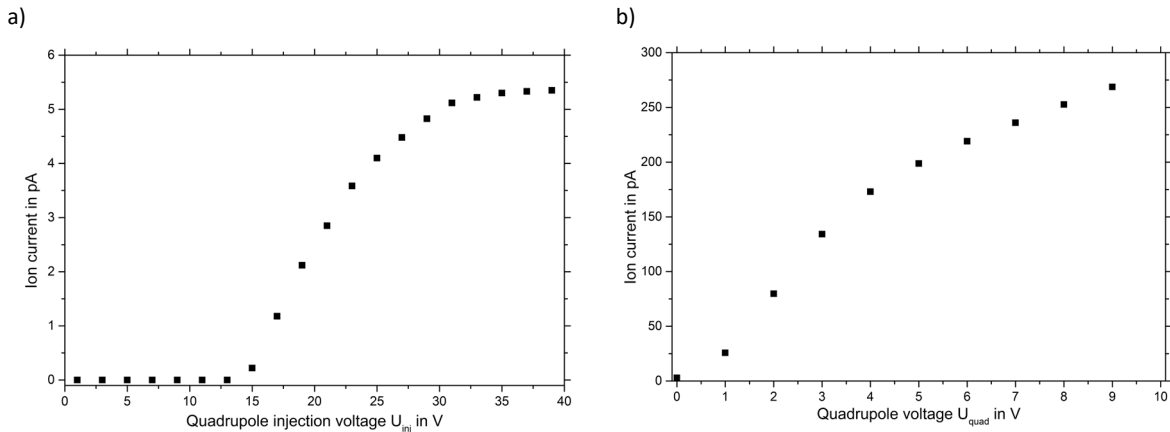 a)
6
5
4
3
2
1
0
Ion current in pA
0 5 10 15 20 25 30 35 40
Quadrupole injection voltage U_inj in V
b)
300
250
200
150
100
50
0
Ion current in pA
0 1 2 3 4 5 6 7 8 9 10
Quadrupole voltage U_quad in V